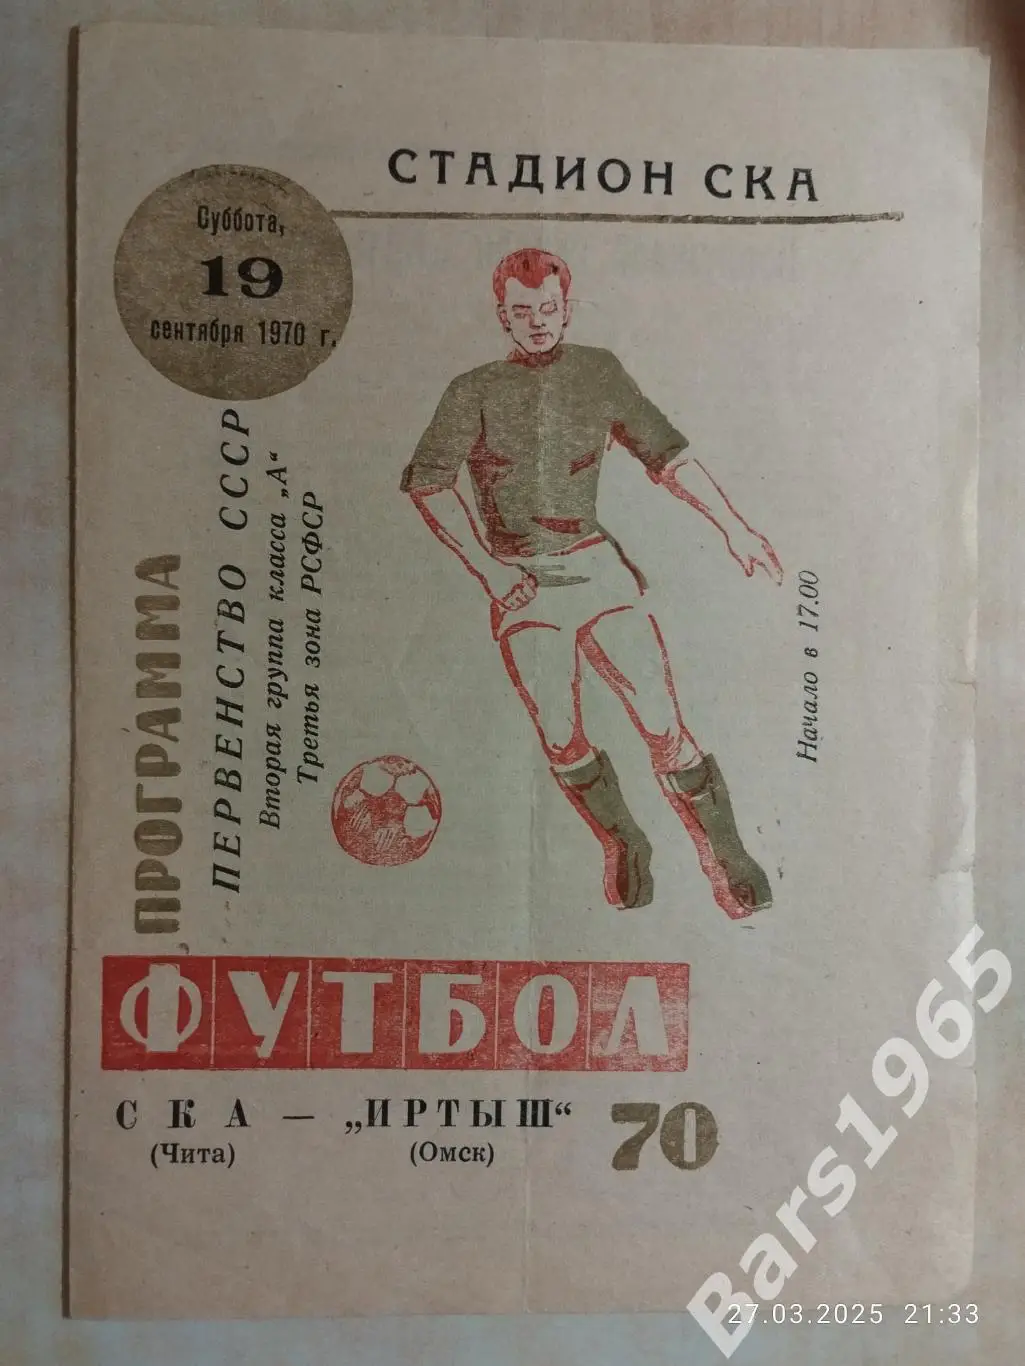 СТАДИОН СКА
Суббота,
19
сентября 1970 г.
ПРОГРАММА
ПЕРВЕНСТВО СССР
Вторая группа класса „А“
Третья зона РСФСР
Начало в 17.00
ФУТБОЛ
СКА — „ИРТЫШ“
(Чита) (Омск)
70
Bars1965
27.03.2025 21:33